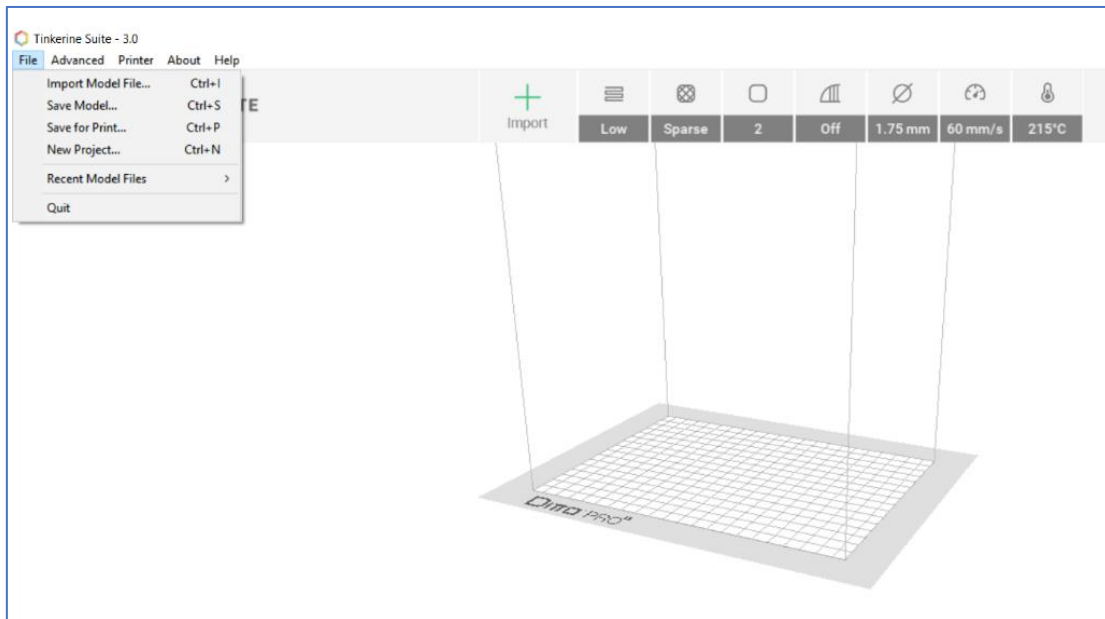 Tinkerine Suite - 3.0
File Advanced Printer About Help
Import Model File... Ctrl+I
Save Model... Ctrl+S
Save for Print... Ctrl+P
New Project... Ctrl+N
Recent Model Files >
Quit
TE
Import
Low Sparse 2 Off 1.75 mm 60 mm/s 215°C
DITTO PRO